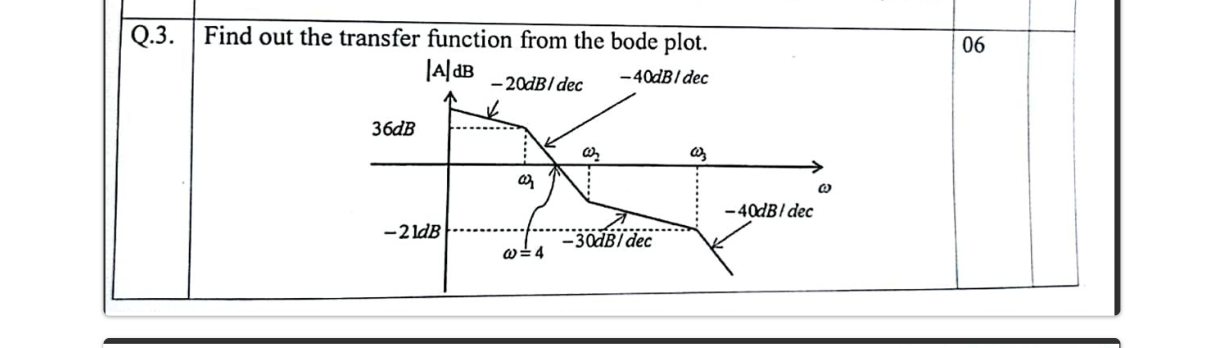 Q.3. Find out the transfer function from the bode plot. 06
|A|dB
−20dB/dec
−40dB/dec
36dB
ω₂
ω₃
ω₁
ω
−40dB/dec
−21dB
−30dB/dec
ω=4